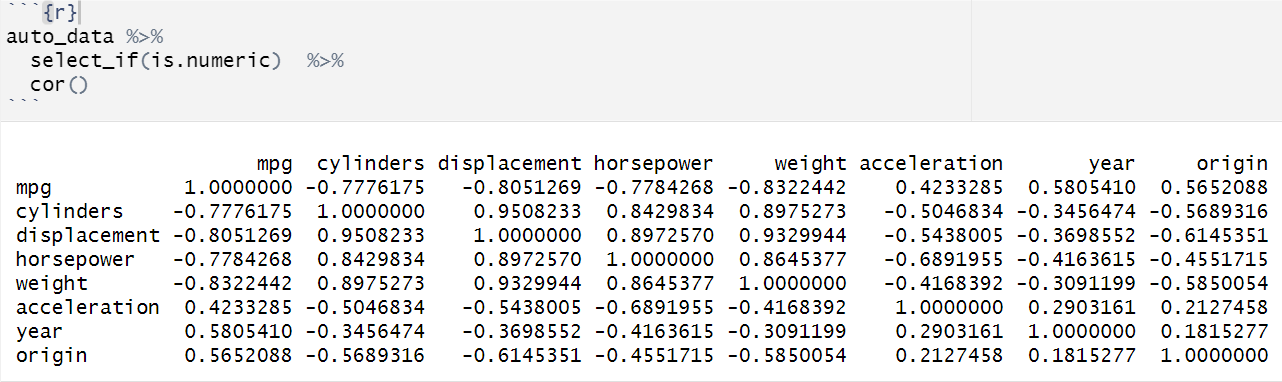 ```{r}
auto_data %>%
  select_if(is.numeric)  %>%
  cor()
```
                    mpg  cylinders displacement horsepower     weight acceleration       year     origin
mpg           1.0000000 -0.7776175   -0.8051269 -0.7784268 -0.8322442    0.4233285  0.5805410  0.5652088
cylinders    -0.7776175  1.0000000    0.9508233  0.8429834  0.8975273   -0.5046834 -0.3456474 -0.5689316
displacement -0.8051269  0.9508233    1.0000000  0.8972570  0.9329944   -0.5438005 -0.3698552 -0.6145351
horsepower   -0.7784268  0.8429834    0.8972570  1.0000000  0.8645377   -0.6891955 -0.4163615 -0.4551715
weight       -0.8322442  0.8975273    0.9329944  0.8645377  1.0000000   -0.4168392 -0.3091199 -0.5850054
acceleration  0.4233285 -0.5046834   -0.5438005 -0.6891955 -0.4168392    1.0000000  0.2903161  0.2127458
year          0.5805410 -0.3456474   -0.3698552 -0.4163615 -0.3091199    0.2903161  1.0000000  0.1815277
origin        0.5652088 -0.5689316   -0.6145351 -0.4551715 -0.5850054    0.2127458  0.1815277  1.0000000